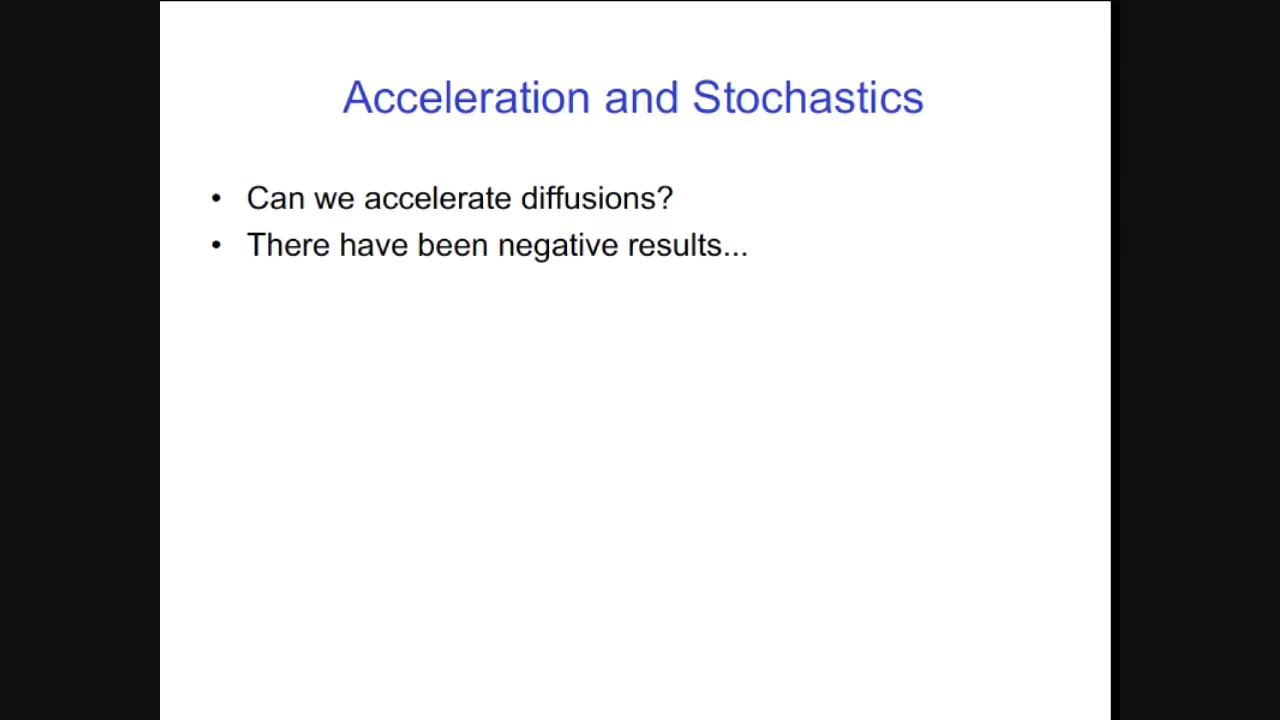 Acceleration and Stochastics
• Can we accelerate diffusions?
• There have been negative results...